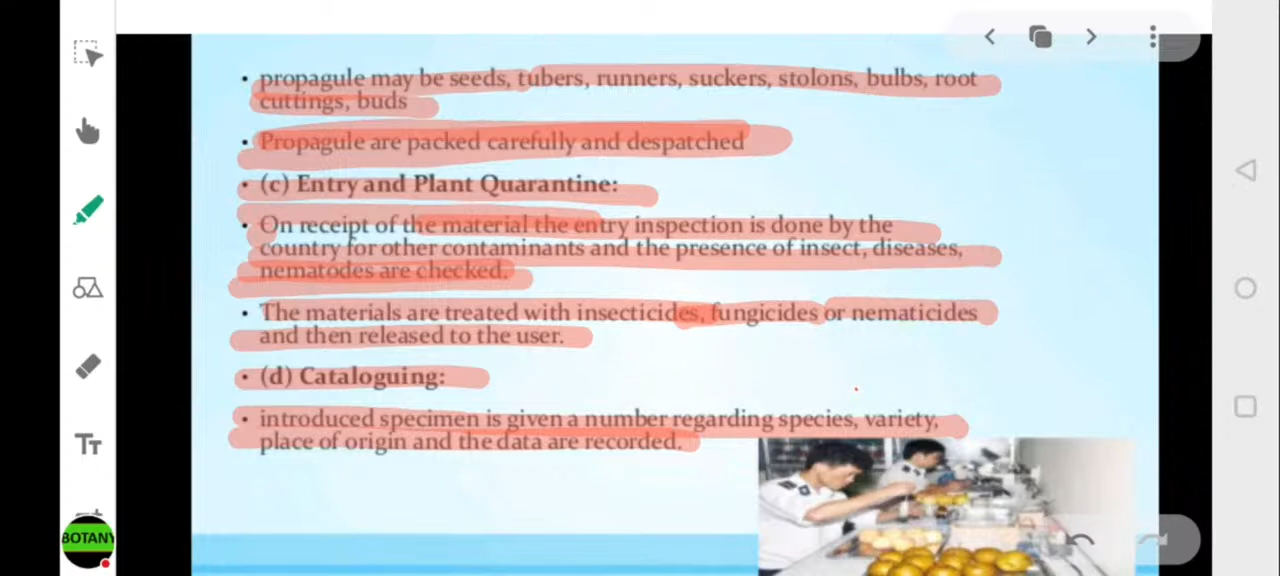 • propagule may be seeds, tubers, runners, suckers, stolons, bulbs, root
cuttings, buds
• Propagule are packed carefully and despatched
• (c) Entry and Plant Quarantine:
• On receipt of the material the entry inspection is done by the
country for other contaminants and the presence of insect, diseases,
nematodes are checked.
• The materials are treated with insecticides, fungicides or nematicides
and then released to the user.
• (d) Cataloguing:
• introduced specimen is given a number regarding species, variety,
place of origin and the data are recorded.
TT
BOTANY